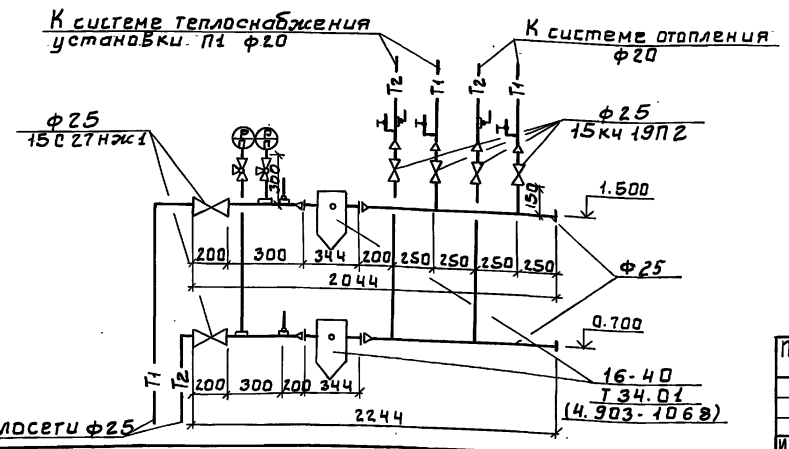 К системе теплоснабжения
установки П1 ф20
К системе отопления
ф20
Т2
Т1
Т2
Т1
ф25
15с27нж1
ф25
15кч19П2
300
150
1.500
200
300
344
200
250
250
250
250
2044
ф25
0.700
Т1
Т2
200
300
200
344
2244
16-40
Т34.01
(4.903-10 6 8)
лосети ф25